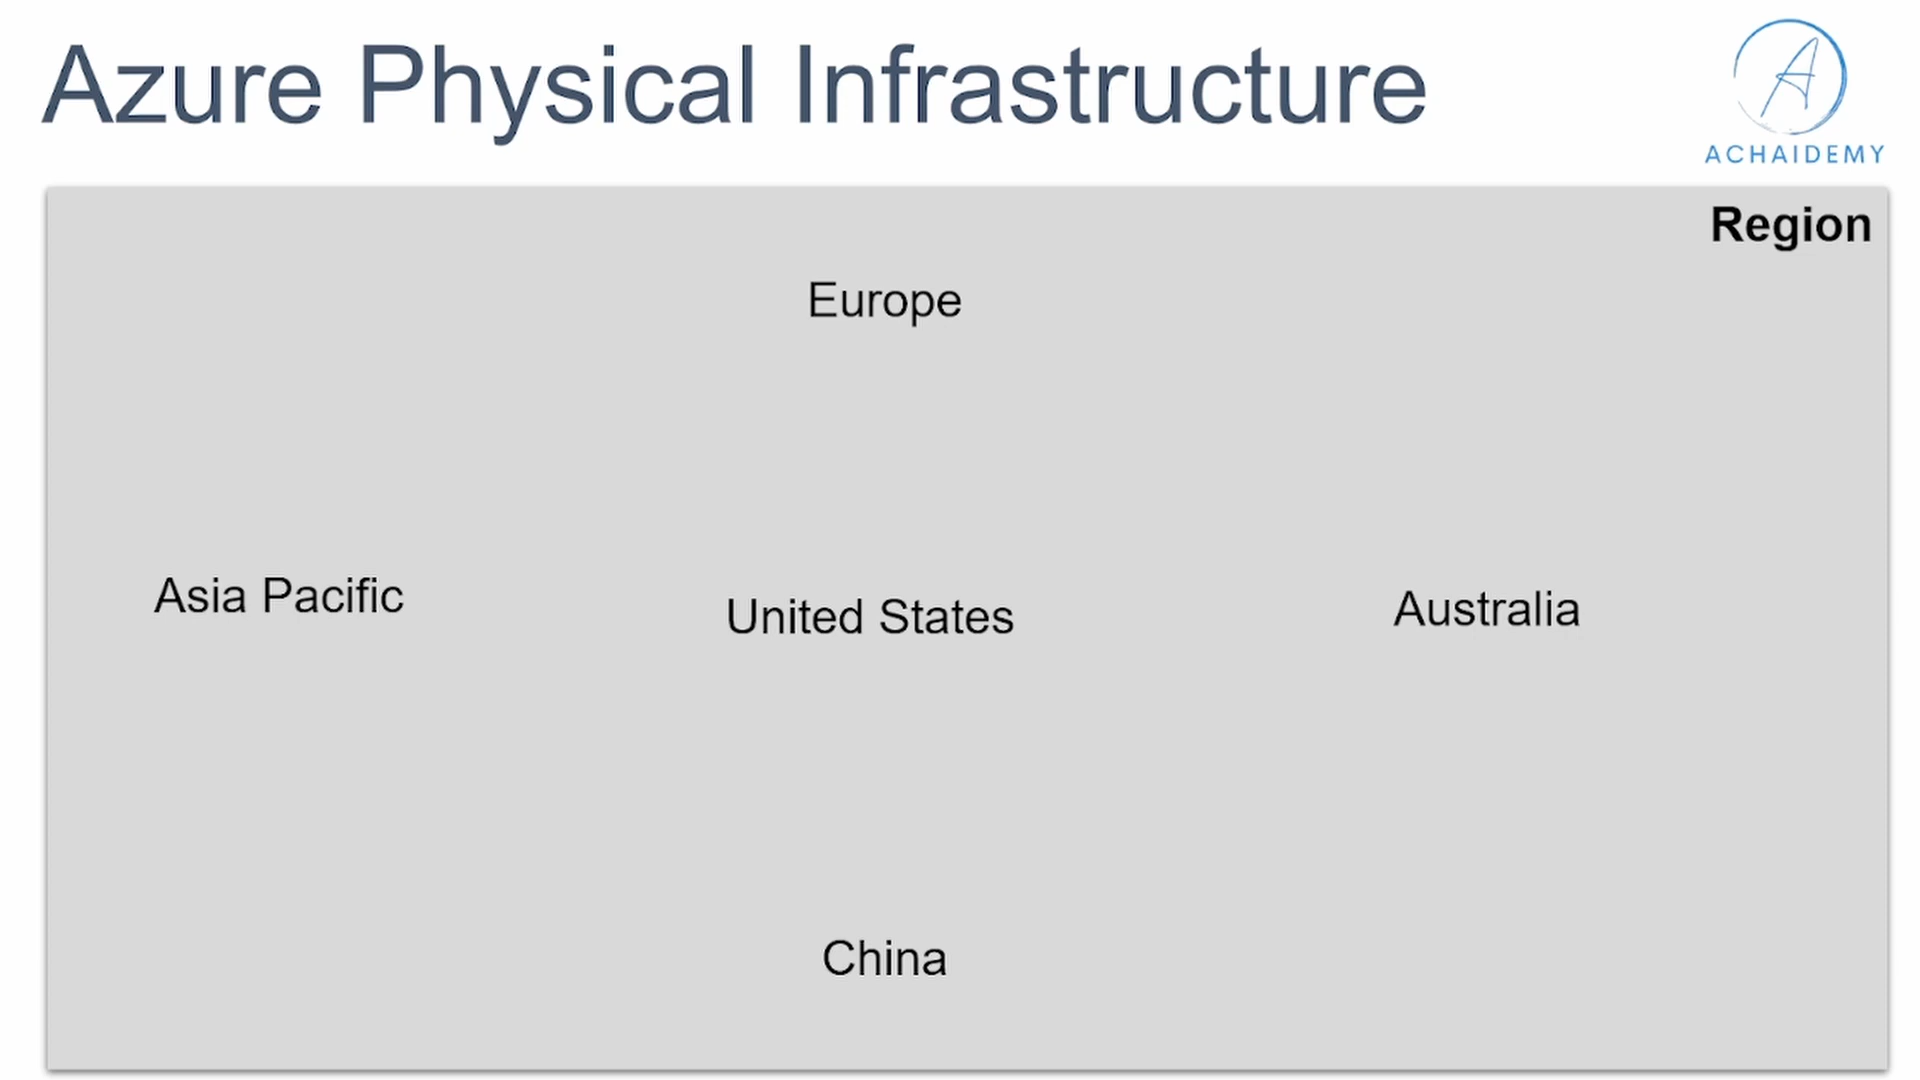 Azure Physical Infrastructure
ACHAIDEMY
Region
Europe
Asia Pacific
United States
Australia
China